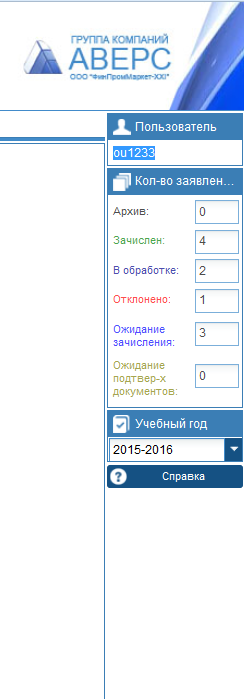 ГРУППА КОМПАНИЙ
АВЕРС
ООО "ФинПромМаркет-XXI"
Пользователь
ou1233
Кол-во заявлен...
Архив: 0
Зачислен: 4
В обработке: 2
Отклонено: 1
Ожидание
зачисления: 3
Ожидание
подтвер-х
документов: 0
Учебный год
2015-2016
Справка